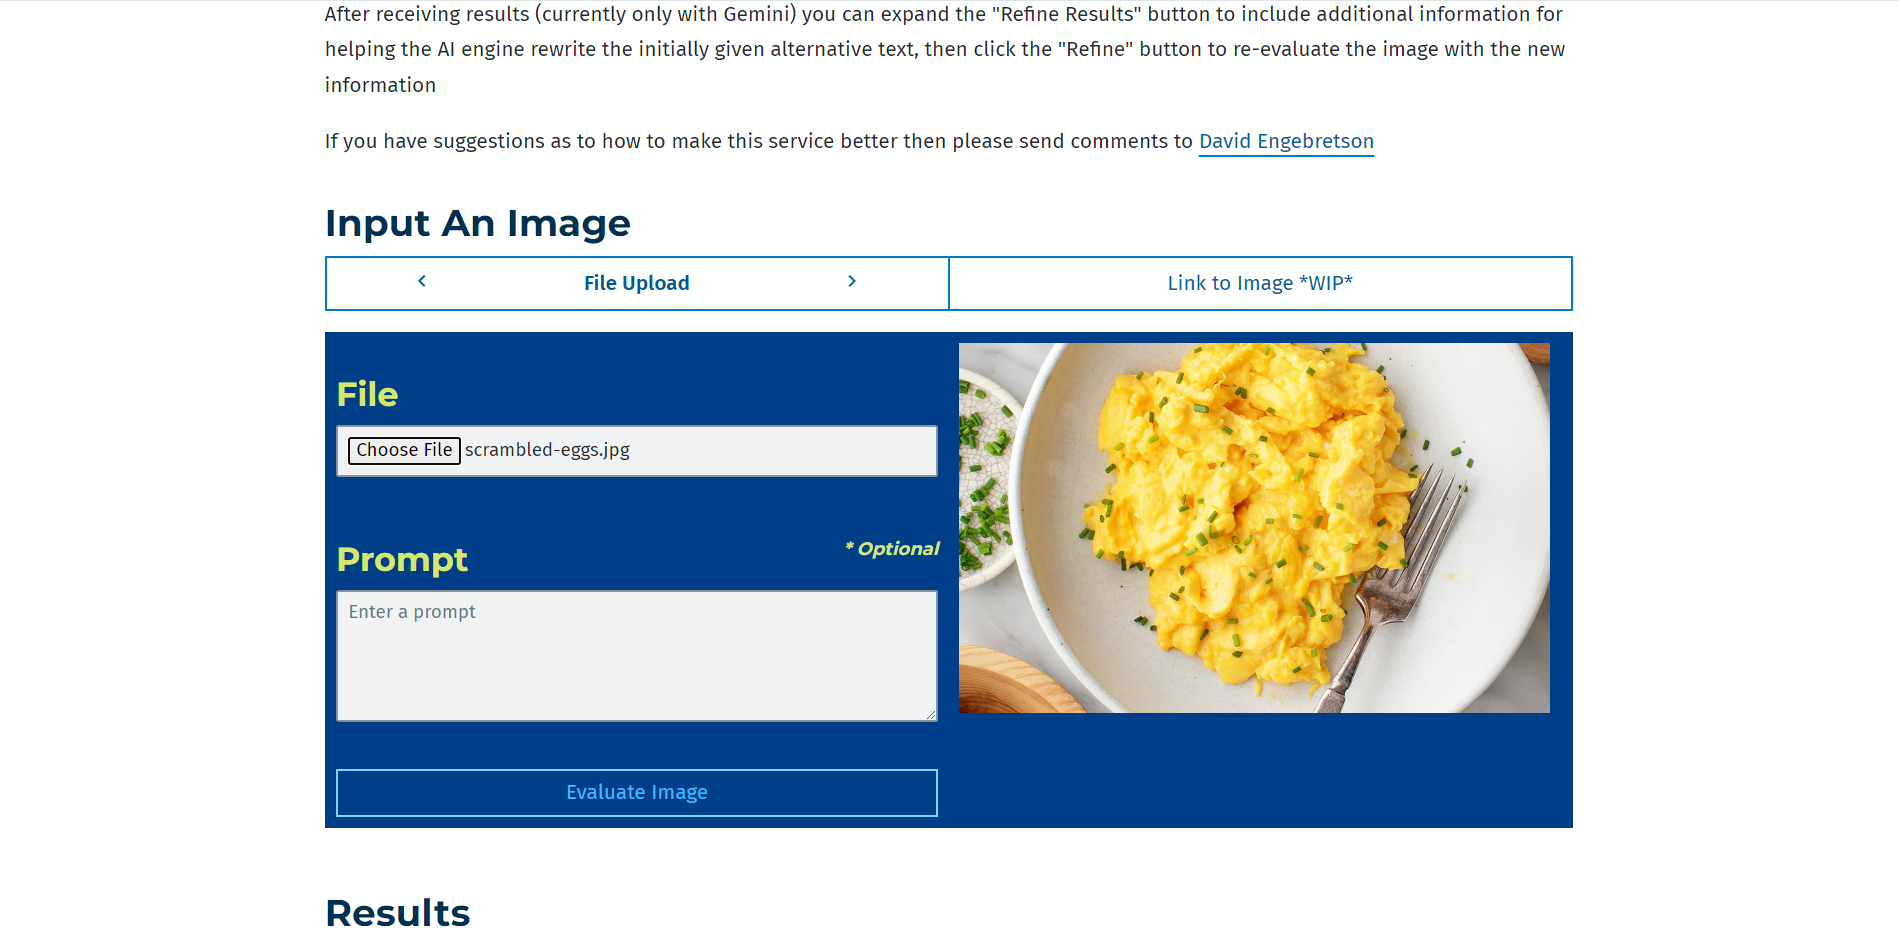 After receiving results (currently only with Gemini) you can expand the "Refine Results" button to include additional information for
helping the AI engine rewrite the initially given alternative text, then click the "Refine" button to re-evaluate the image with the new
information
If you have suggestions as to how to make this service better then please send comments to David Engebretson
Input An Image
File Upload
Link to Image *WIP*
File
Choose File scrambled-eggs.jpg
Prompt
* Optional
Enter a prompt
Evaluate Image
Results